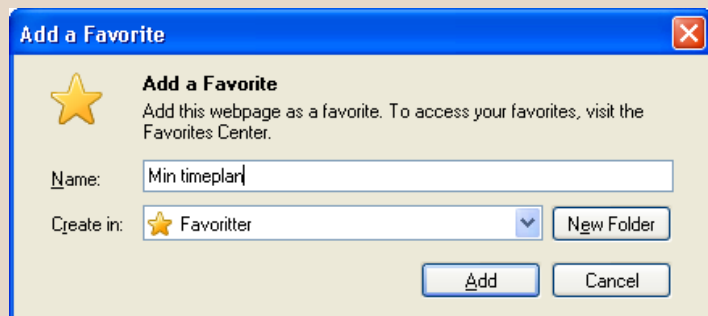 Add a Favorite
Add a Favorite
Add this webpage as a favorite. To access your favorites, visit the
Favorites Center.
Name: Min timeplan
Create in: Favoritter New Folder
Add Cancel